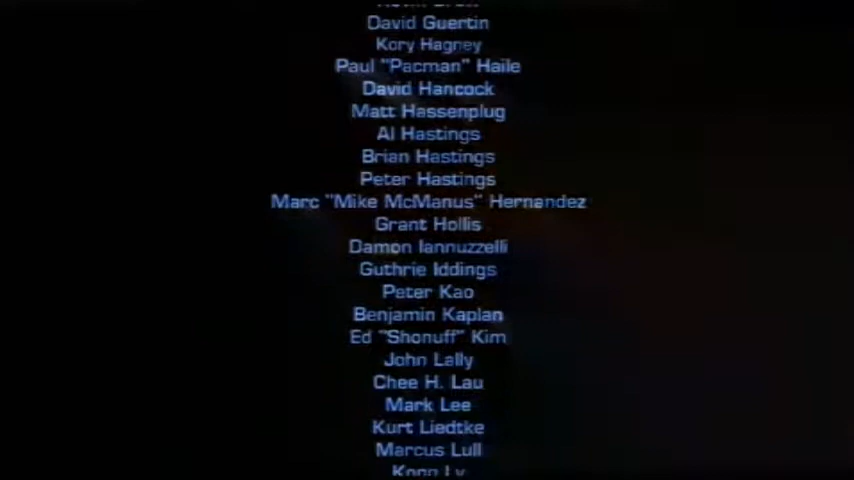 David Guertin
Kory Hagney
Paul "Pacman" Haile
David Hancock
Matt Hassenplug
Al Hastings
Brian Hastings
Peter Hastings
Marc "Mike McManus" Hernandez
Grant Hollis
Damon Iannuzzelli
Guthrie Iddings
Peter Kao
Benjamin Kaplan
Ed "Shonuff" Kim
John Lally
Chee H. Lau
Mark Lee
Kurt Liedtke
Marcus Lull